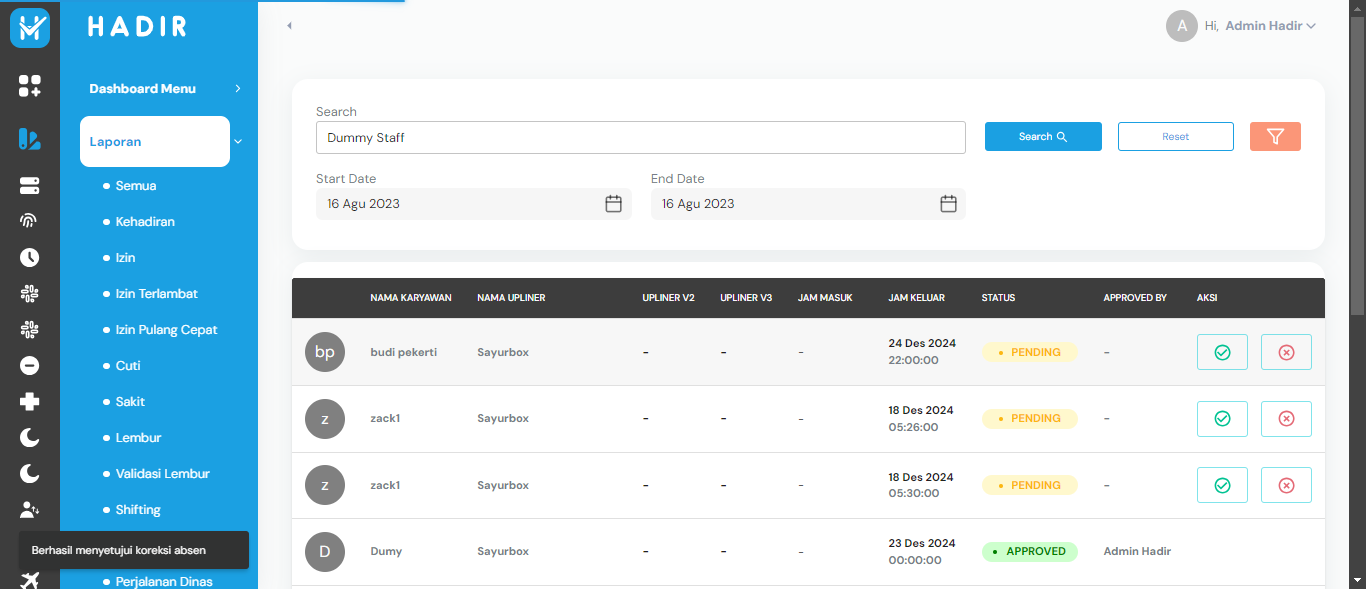 HADIR
A Hi, Admin Hadir
Dashboard Menu
Laporan
Semua
Kehadiran
Izin
Izin Terlambat
Izin Pulang Cepat
Cuti
Sakit
Lembur
Validasi Lembur
Shifting
Berhasil menyetujui koreksi absen
Perjalanan Dinas
Search
Dummy Staff
Search
Reset
Start Date
End Date
16 Agu 2023
16 Agu 2023
NAMA KARYAWAN NAMA UPLINER UPLINER V2 UPLINER V3 JAM MASUK JAM KELUAR STATUS APPROVED BY AKSI
bp budi pekerti Sayurbox - - - 24 Des 2024 PENDING -
22:00:00
z zack1 Sayurbox - - - 18 Des 2024 PENDING -
05:26:00
z zack1 Sayurbox - - - 18 Des 2024 PENDING -
05:30:00
D Dumy Sayurbox - - - 23 Des 2024 APPROVED Admin Hadir
00:00:00